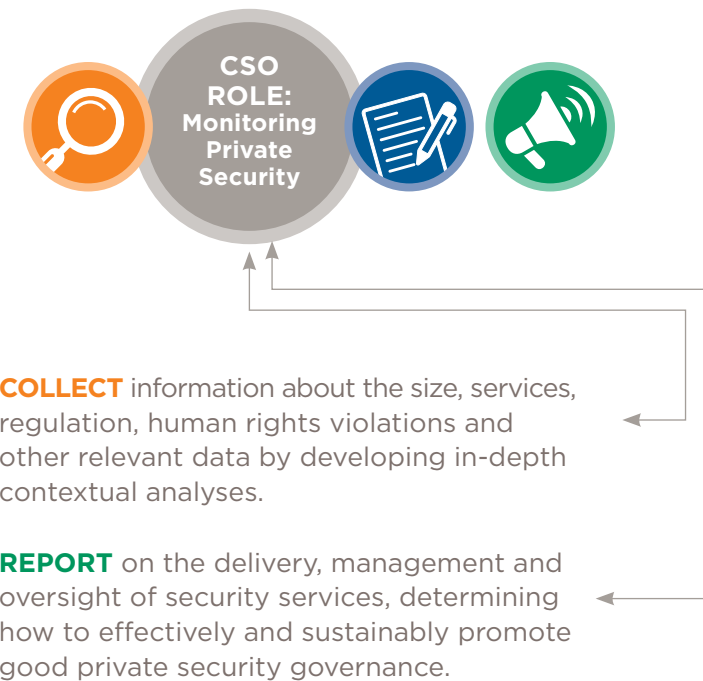 CSO
ROLE:
Monitoring
Private
Security
COLLECT information about the size, services,
regulation, human rights violations and
other relevant data by developing in-depth
contextual analyses.
REPORT on the delivery, management and
oversight of security services, determining
how to effectively and sustainably promote
good private security governance.